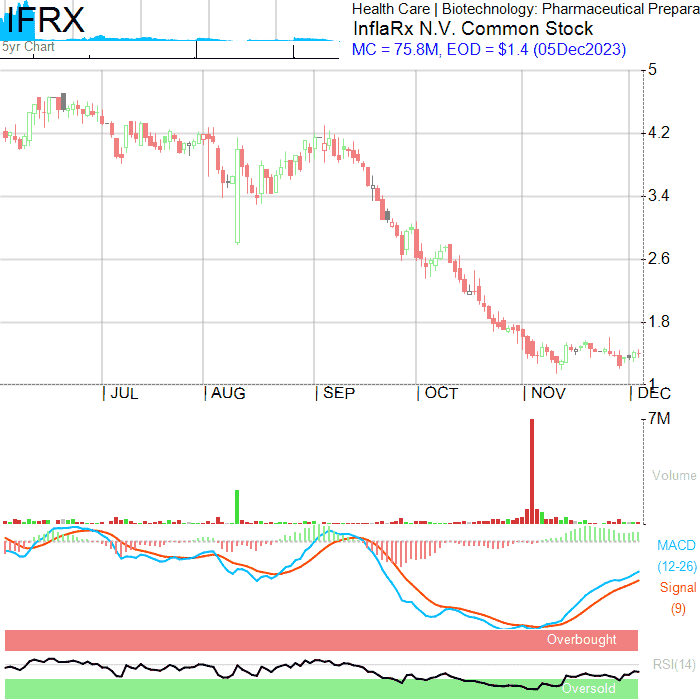 IFRX
5yr Chart
Health Care | Biotechnology: Pharmaceutical Prepara
InflaRx N.V. Common Stock
MC = 75.8M, EOD = $1.4 (05Dec2023)
5
4.2
3.4
2.6
1.8
1
| JUL | AUG | SEP | OCT | NOV | DEC
7M
Volume
MACD
(12-26)
Signal
(9)
Overbought
RSI(14)
Oversold